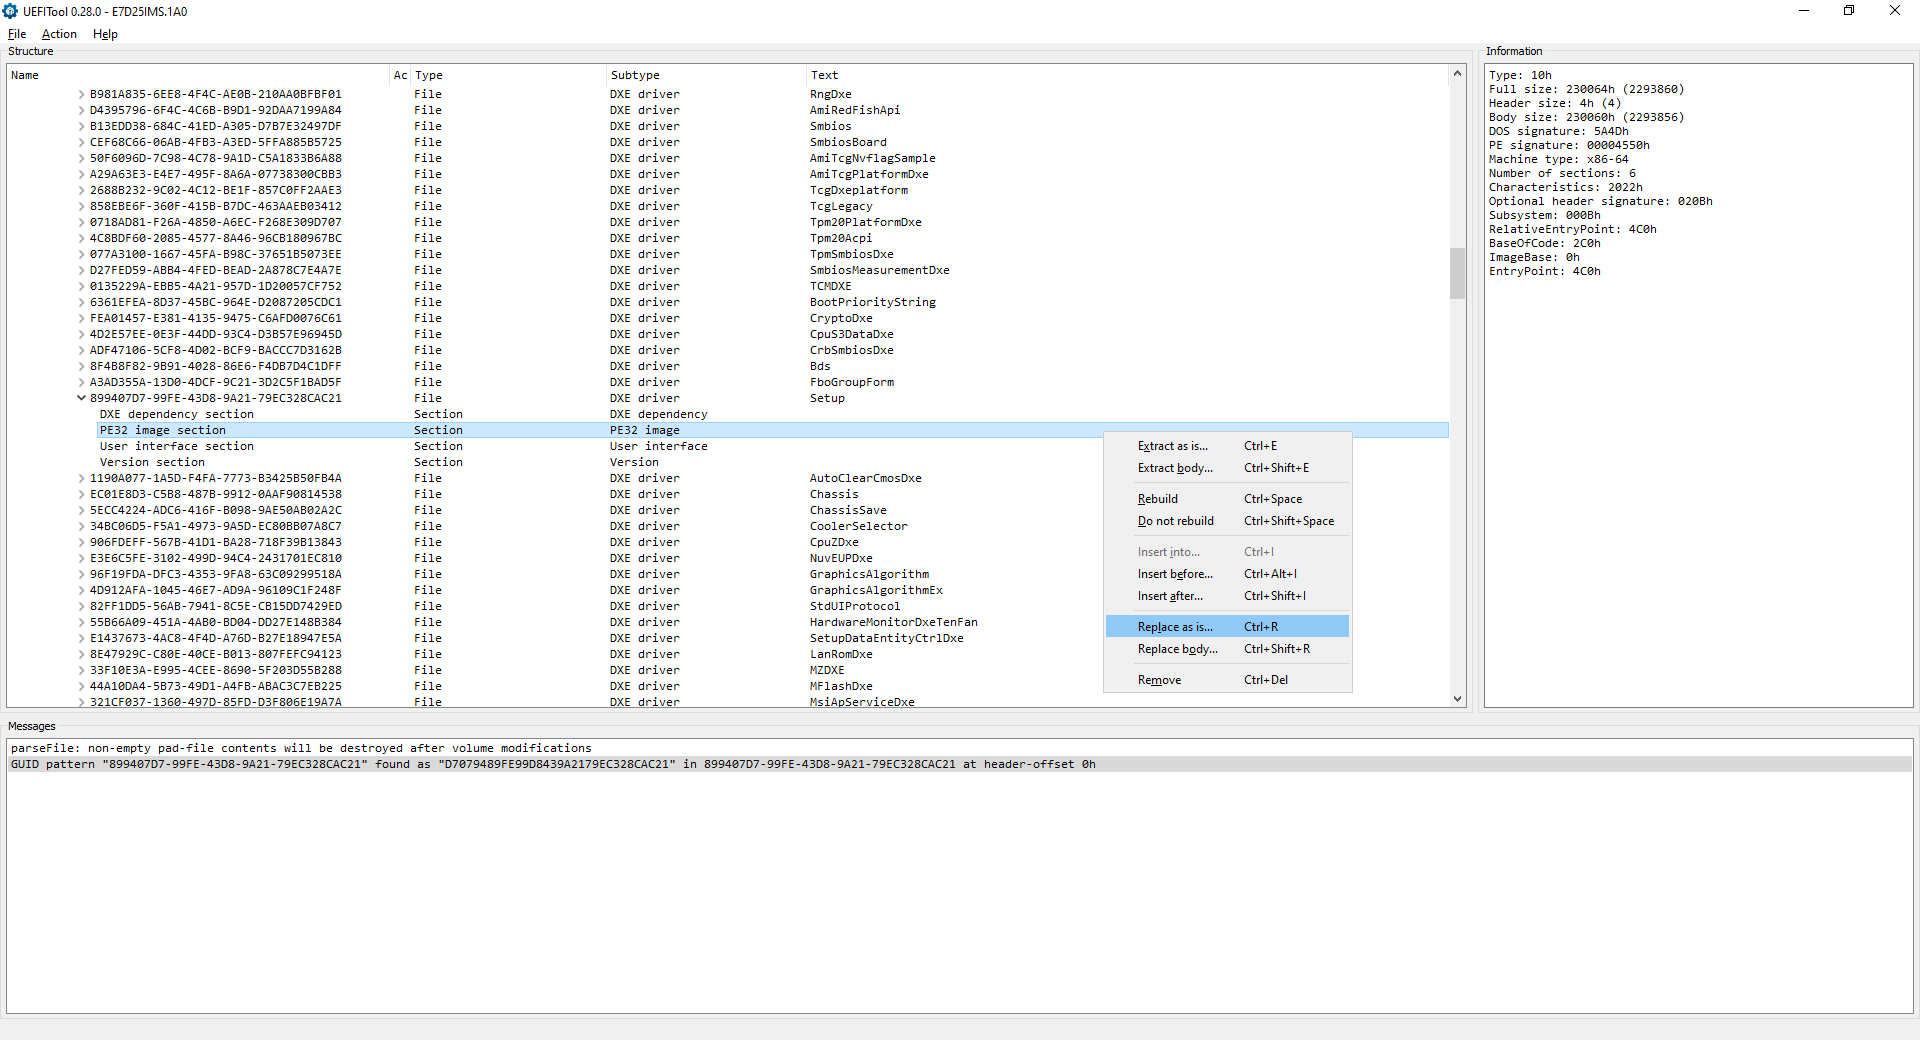 UEFITool 0.28.0 - E7D25IMS.1A0
File Action Help
Structure
Name Ac Type Subtype Text
B981A835-6EE8-4F4C-AE0B-210AA0BFBF01 File DXE driver RngDxe
D4395796-6F4C-4C6B-B9D1-92DAA7199A84 File DXE driver AmiRedFishApi
B13EDD38-684C-41ED-A305-D7B7E32497DF File DXE driver Smbios
CEF68C66-06AB-4FB3-A3ED-5FFA885B5725 File DXE driver SmbiosBoard
50F6096D-7C98-4C78-9A1D-C5A1833B6A88 File DXE driver AmiTcgNvflagSample
A29A63E3-E4E7-495F-8A6A-07738300CBB3 File DXE driver AmiTcgPlatformDxe
2688B232-9C02-4C12-BE1F-857C0FF2AAE3 File DXE driver TcgDxeplatform
858EBE6F-360F-415B-B7DC-463AAEB03412 File DXE driver TcgLegacy
0718AD81-F26A-4850-A6EC-F268E309D707 File DXE driver Tpm20PlatformDxe
4C8BDF60-2085-4577-8A46-96CB180967BC File DXE driver Tpm20Acpi
077A3100-1667-45FA-B98C-37651B5073EE File DXE driver TpmSmbiosDxe
D27FED59-ABB4-4FED-BEAD-2A878C7E4A7E File DXE driver SmbiosMeasurementDxe
0135229A-EBB5-4A21-957D-1D20057CF752 File DXE driver TCMDXE
6361EFEA-8D37-45BC-964E-D2087205CDC1 File DXE driver BootPriorityString
FEA01457-E381-4135-9475-C6AFD0076C61 File DXE driver CryptoDxe
4D2E57EE-0E3F-44DD-93C4-D3B57E96945D File DXE driver CpuS3DataDxe
ADF47106-5CF8-4D02-BCF9-BACCC7D3162B File DXE driver CrbSmbiosDxe
8F4B8F82-9B91-4028-86E6-F4DB7D4C1DFF File DXE driver Bds
A3AD355A-13D0-4DCF-9C21-3D2C5F1BAD5F File DXE driver FboGroupForm
899407D7-99FE-43D8-9A21-79EC328CAC21 File DXE driver Setup
DXE dependency section Section DXE dependency
PE32 image section Section PE32 image
User interface section Section User interface
Version section Section Version
1190A077-1A5D-F4FA-7773-B3425B50FB4A File DXE driver AutoClearCmosDxe
EC01E8D3-C5B8-487B-9912-0AAF90814538 File DXE driver Chassis
5ECC4224-ADC6-416F-B098-9AE50AB02A2C File DXE driver ChassisSave
34BC06D5-F5A1-4973-9A5D-EC80BB07A8C7 File DXE driver CoolerSelector
906FDEFF-567B-41D1-BA28-718F39B13843 File DXE driver CpuZDxe
E3E6C5FE-3102-499D-94C4-2431701EC810 File DXE driver NuvEUPDxe
96F19FDA-DFC3-4353-9FA8-63C09299518A File DXE driver GraphicsAlgorithm
4D912AFA-1045-46E7-AD9A-96109C1F248F File DXE driver GraphicsAlgorithmEx
82FF1DD5-56AB-7941-8C5E-CB15DD7429ED File DXE driver StdUIProtocol
55B66A09-451A-4AB0-BD04-DD27E148B384 File DXE driver HardwareMonitorDxeTenFan
E1437673-4AC8-4F4D-A76D-B27E18947E5A File DXE driver SetupDataEntityCtrlDxe
8E47929C-C80E-40CE-B013-807FEFC94123 File DXE driver LanRomDxe
33F10E3A-E995-4CEE-8690-5F203D55B288 File DXE driver MZDXE
44A10DA4-5B73-49D1-A4FB-ABAC3C7EB225 File DXE driver MFlashDxe
321CF037-1360-497D-85FD-D3F806E19A7A File DXE driver MsiApServiceDxe
Extract as is... Ctrl+E
Extract body... Ctrl+Shift+E
Rebuild Ctrl+Space
Do not rebuild Ctrl+Shift+Space
Insert into... Ctrl+I
Insert before... Ctrl+Alt+I
Insert after... Ctrl+Shift+I
Replace as is... Ctrl+R
Replace body... Ctrl+Shift+R
Remove Ctrl+Del
Information
Type: 10h
Full size: 230064h (2293860)
Header size: 4h (4)
Body size: 230060h (2293856)
DOS signature: 5A4Dh
PE signature: 00004550h
Machine type: x86-64
Number of sections: 6
Characteristics: 2022h
Optional header signature: 020Bh
Subsystem: 000Bh
RelativeEntryPoint: 4C0h
BaseOfCode: 2C0h
ImageBase: 0h
EntryPoint: 4C0h
Messages
parseFile: non-empty pad-file contents will be destroyed after volume modifications
GUID pattern "899407D7-99FE-43D8-9A21-79EC328CAC21" found as "D7079489FE99D8439A2179EC328CAC21" in 899407D7-99FE-43D8-9A21-79EC328CAC21 at header-offset 0h